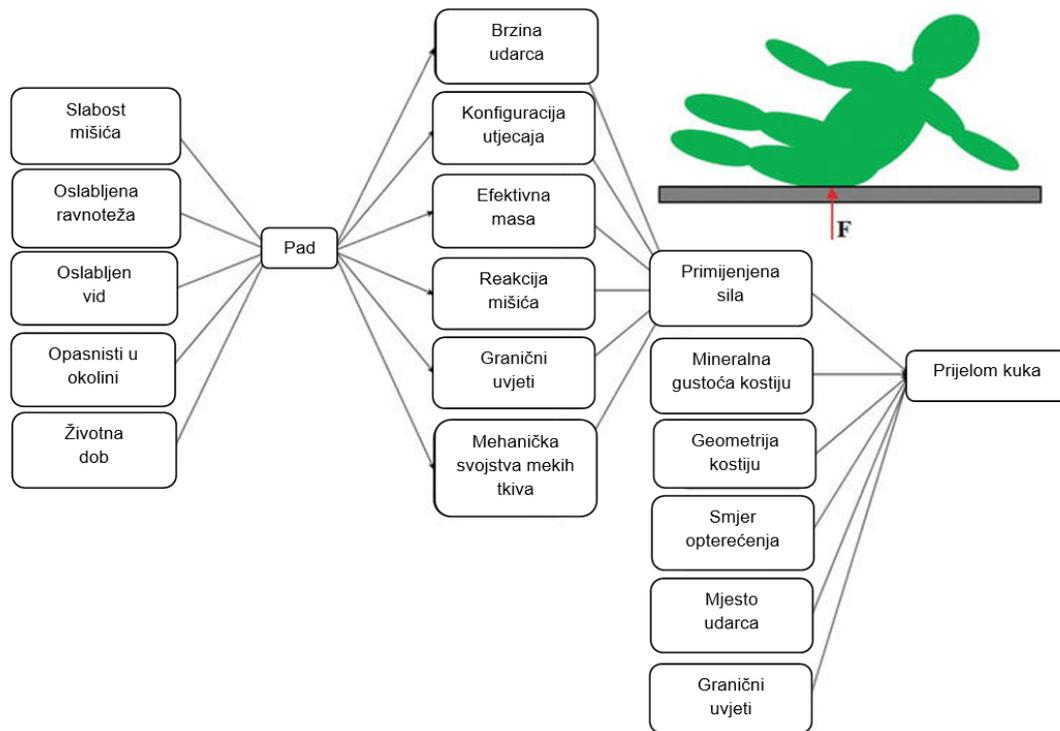 Slabost
mišića
Oslabljena
ravnoteža
Oslabljen
vid
Opasnisti u
okolini
Životna
dob
Pad
Brzina
udarca
Konfiguracija
utjecaja
Efektivna
masa
Reakcija
mišića
Granični
uvjeti
Mehanička
svojstva mekih
tkiva
F
Primijenjena
sila
Mineralna
gustoća kostiju
Geometrija
kostiju
Smjer
opterećenja
Mjesto
udarca
Granični
uvjeti
Prijelom kuka